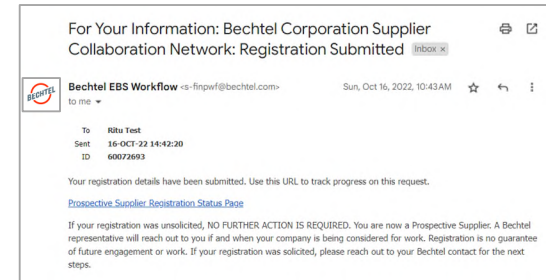 For Your Information: Bechtel Corporation Supplier
Collaboration Network: Registration Submitted Inbox ×
BECHTEL
Bechtel EBS Workflow <s-finpwf@bechtel.com> Sun, Oct 16, 2022, 10:43 AM
to me
To Ritu Test
Sent 16-OCT-22 14:42:20
ID 60072693
Your registration details have been submitted. Use this URL to track progress on this request.
Prospective Supplier Registration Status Page
If your registration was unsolicited, NO FURTHER ACTION IS REQUIRED. You are now a Prospective Supplier. A Bechtel
representative will reach out to you if and when your company is being considered for work. Registration is no guarantee
of future engagement or work. If your registration was solicited, please reach out to your Bechtel contact for the next
steps.